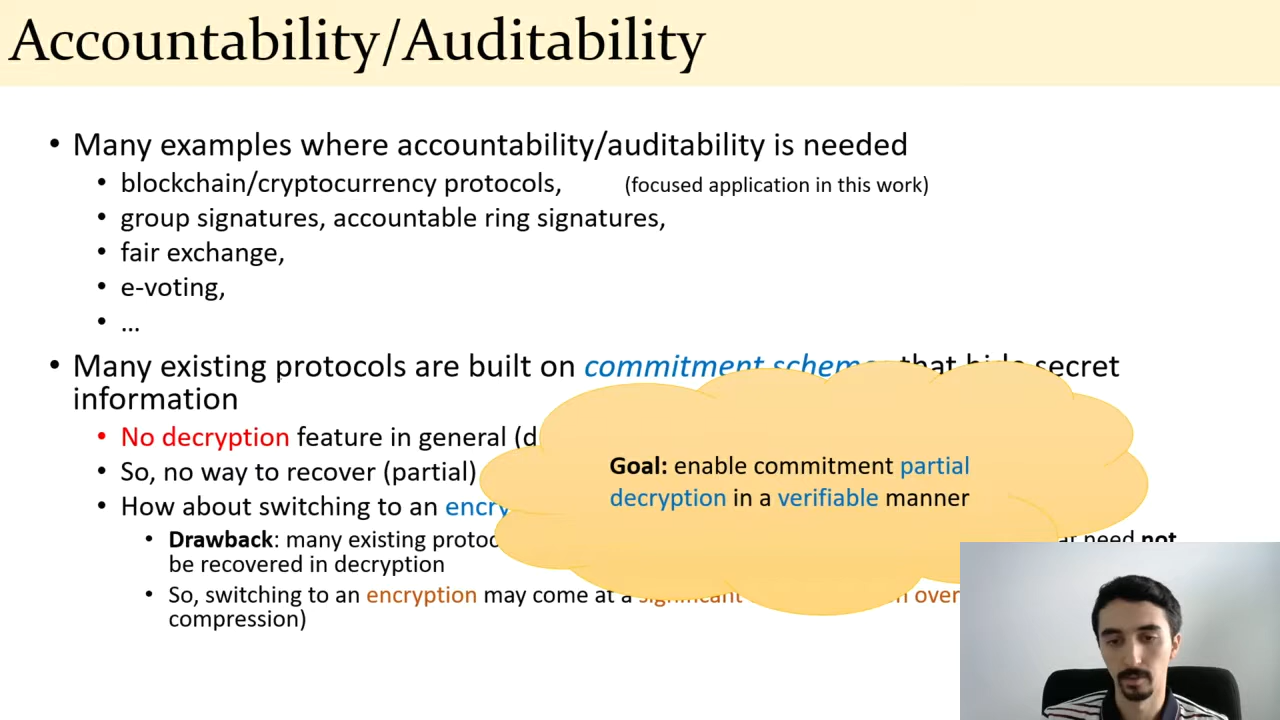 Accountability/Auditability
• Many examples where accountability/auditability is needed
• blockchain/cryptocurrency protocols, (focused application in this work)
• group signatures, accountable ring signatures,
• fair exchange,
• e-voting,
• ...
• Many existing protocols are built on commitment schemes that hide secret
information
• No decryption feature in general (d
• So, no way to recover (partial)
• How about switching to an encry
• Drawback: many existing protoc need not
be recovered in decryption
• So, switching to an encryption may come at a significant over
compression)
Goal: enable commitment partial
decryption in a verifiable manner